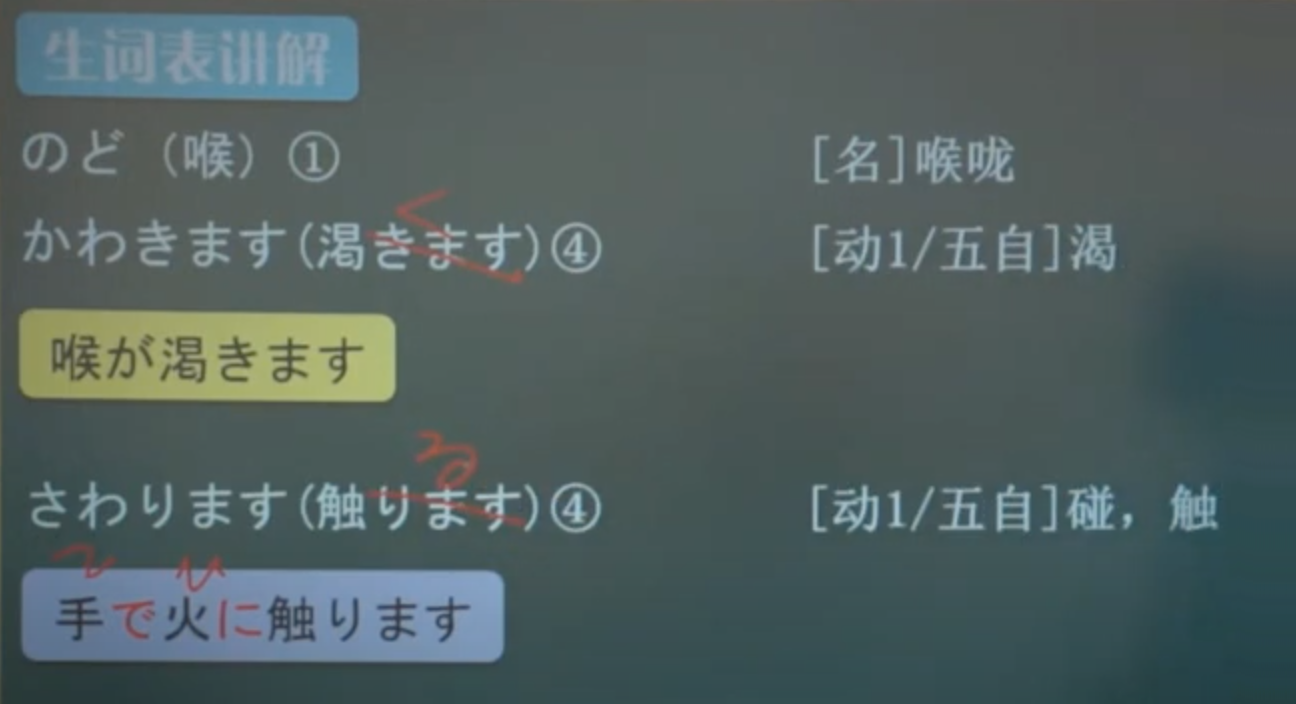 生词表讲解
のど（喉）① [名]喉咙
く
かわきます(渇きます)④ [动1/五自]渴
喉が渇きます
る
さわります(触ります)④ [动1/五自]碰，触
て ひ
手で火に触ります